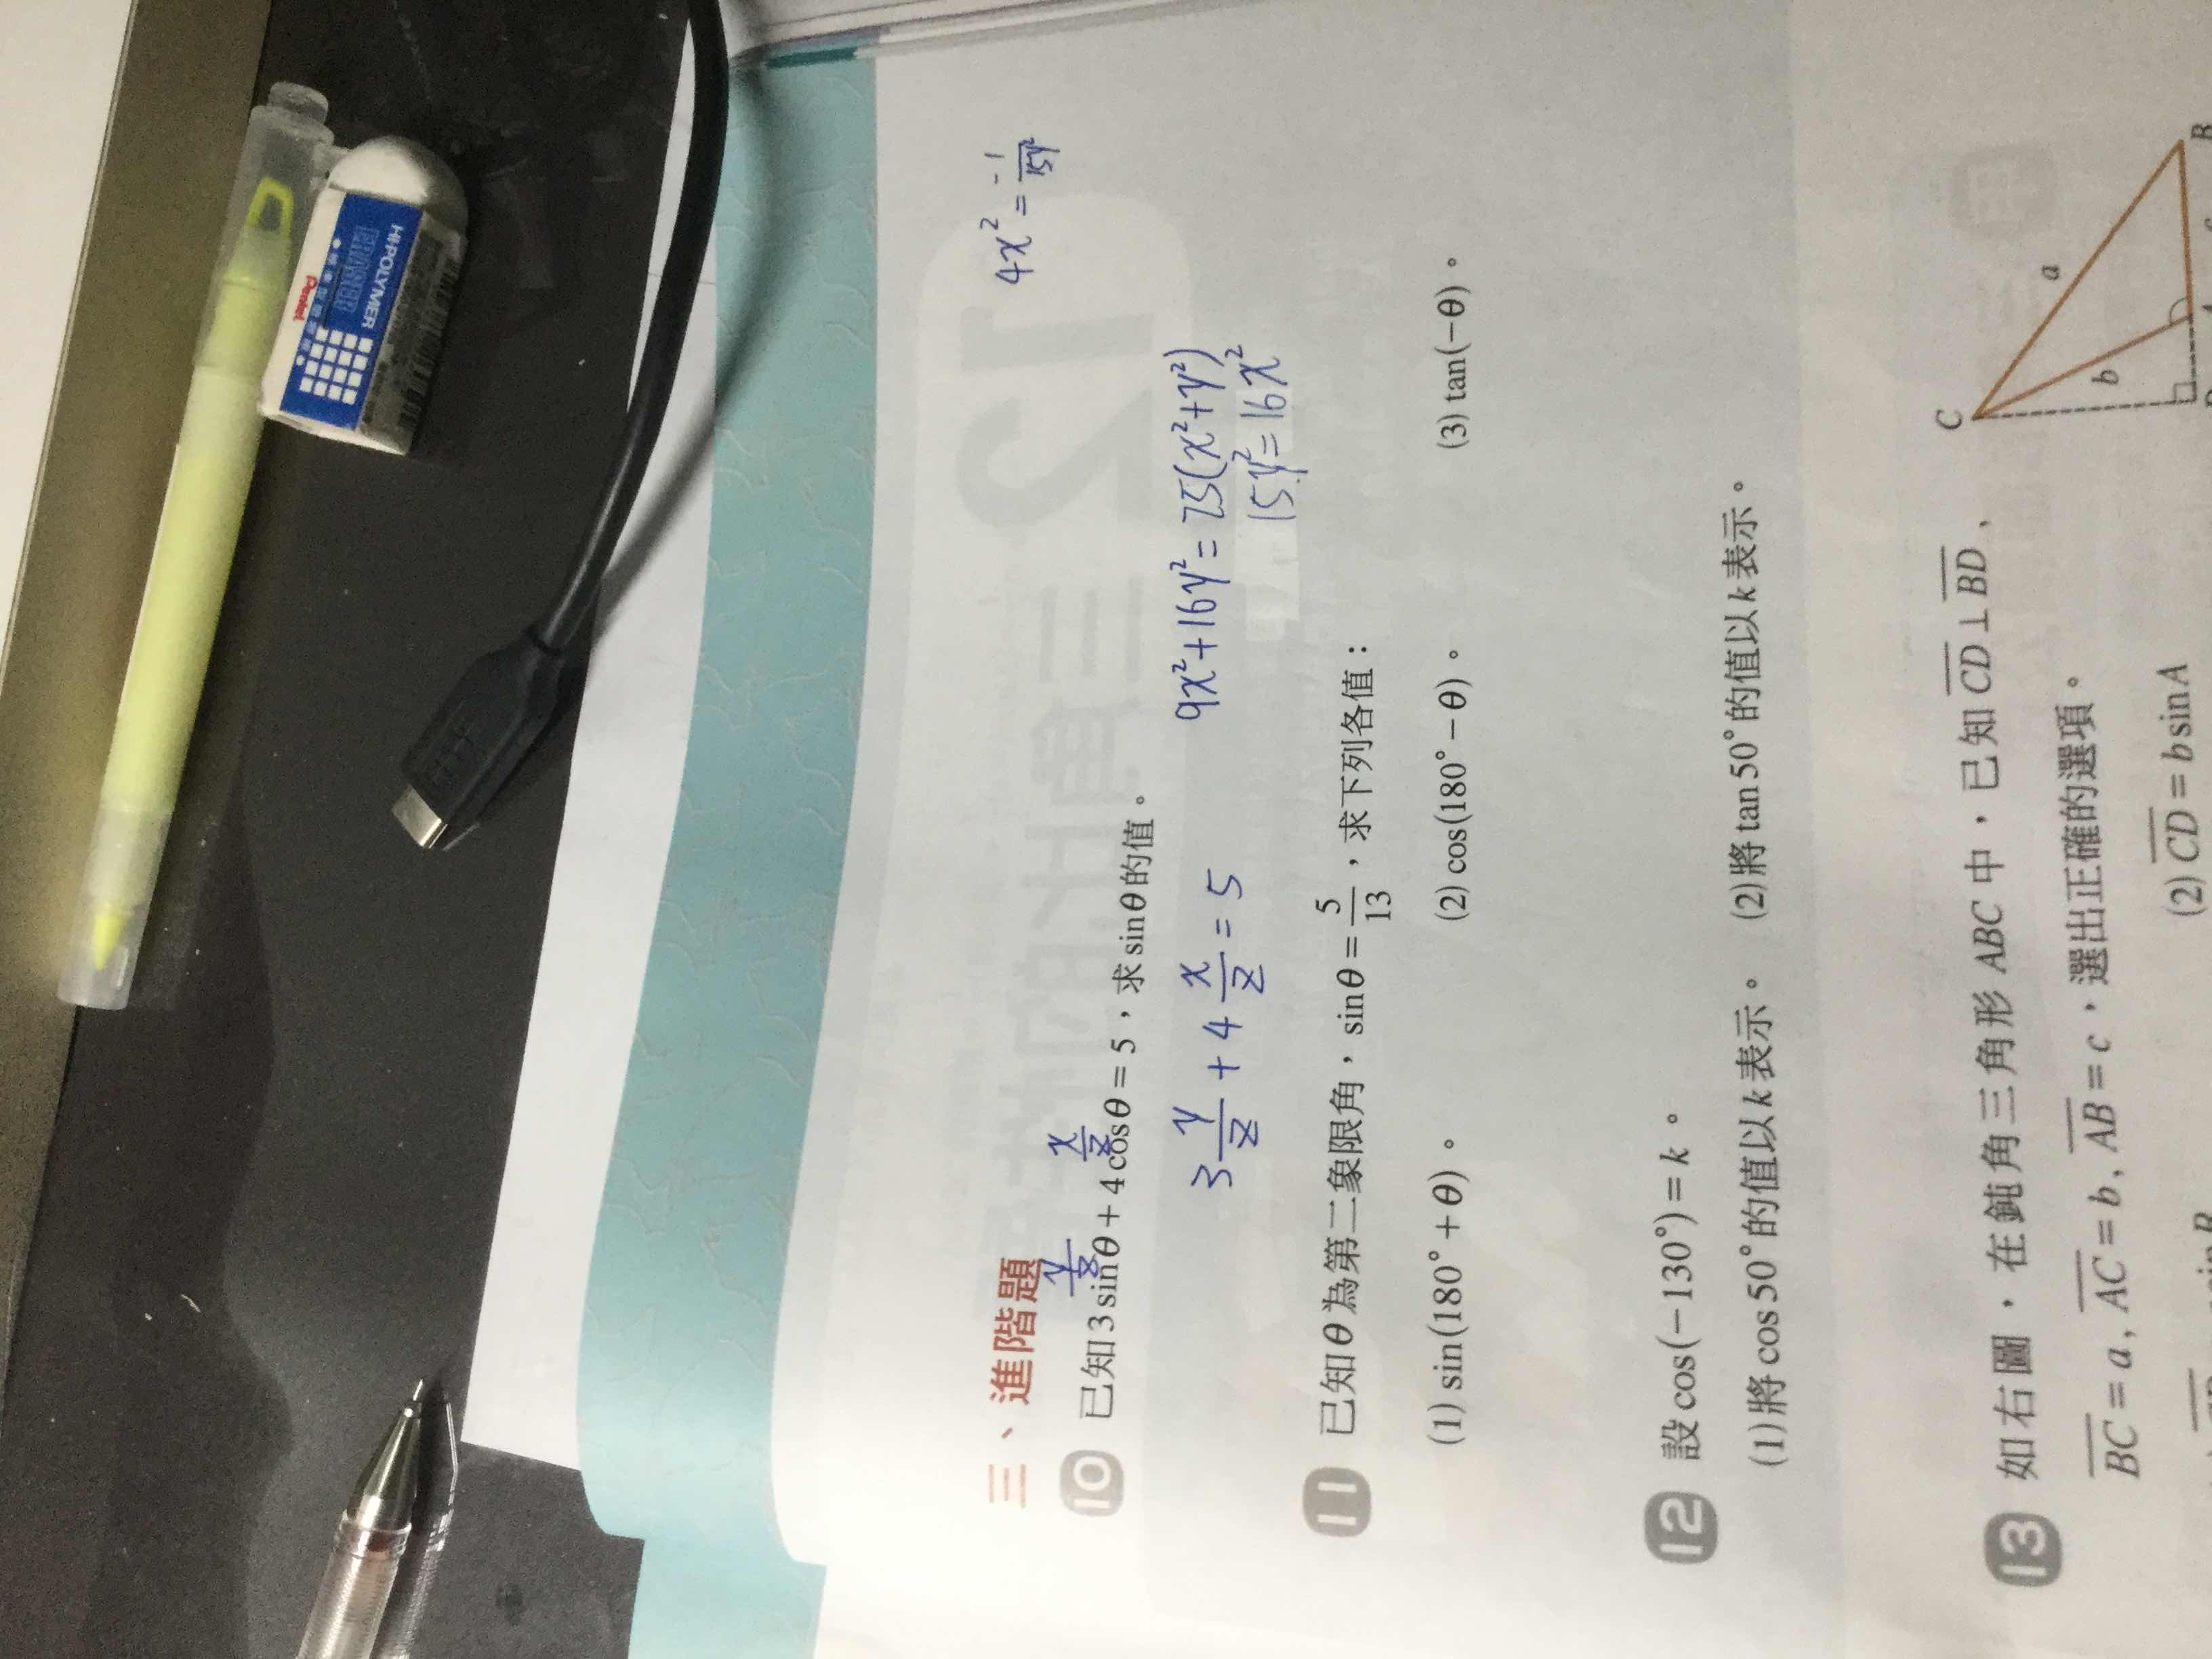 三、進階題
y/z x/z
10 已知3 sinθ + 4 cosθ = 5，求 sinθ 的值。
4x² = -1/15y²
3 y/z + 4 x/z = 5
9x² + 16y² = 25(x² + y²)
15y² = 16x²
11 已知θ為第二象限角，sinθ = 5/13，求下列各值：
(1) sin(180° + θ)。 (2) cos(180° − θ)。 (3) tan(−θ)。
12 設 cos(−130°) = k。
(1)將 cos50° 的值以 k 表示。 (2)將 tan50° 的值以 k 表示。
13 如右圖，在鈍角三角形 ABC 中，已知 CD ⊥ BD，
BC = a, AC = b, AB = c，選出正確的選項。
(2) CD = b sinA
C
a
b
B
Pentel
HI-POLYMER
ERASER